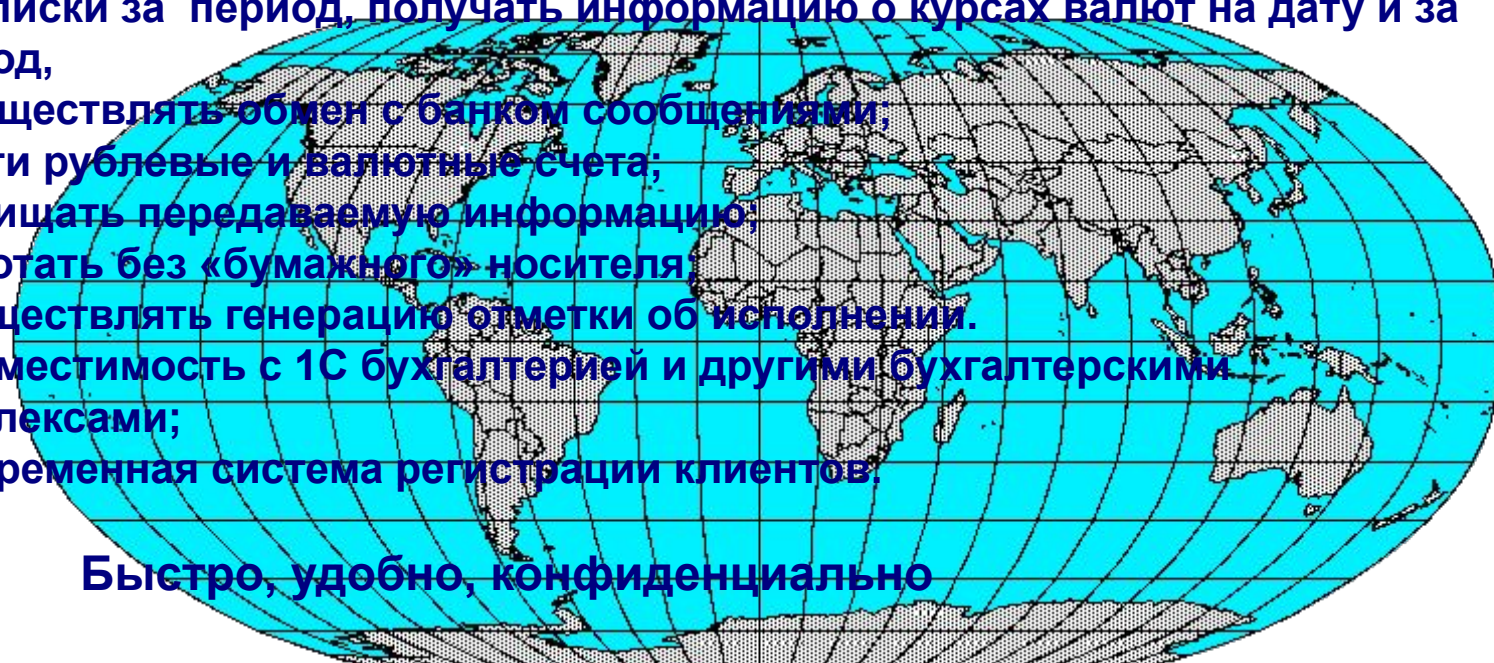 лиски за период, получать информацию о курсах валют на дату и за
од,
ществлять обмен с банком сообщениями;
ти рублевые и валютные счета;
ищать передаваемую информацию;
отать без «бумажного» носителя;
ществлять генерацию отметки об исполнении.
местимость с 1С бухгалтерией и другими бухгалтерскими
лексами;
ременная система регистрации клиентов.
Быстро, удобно, конфиденциально